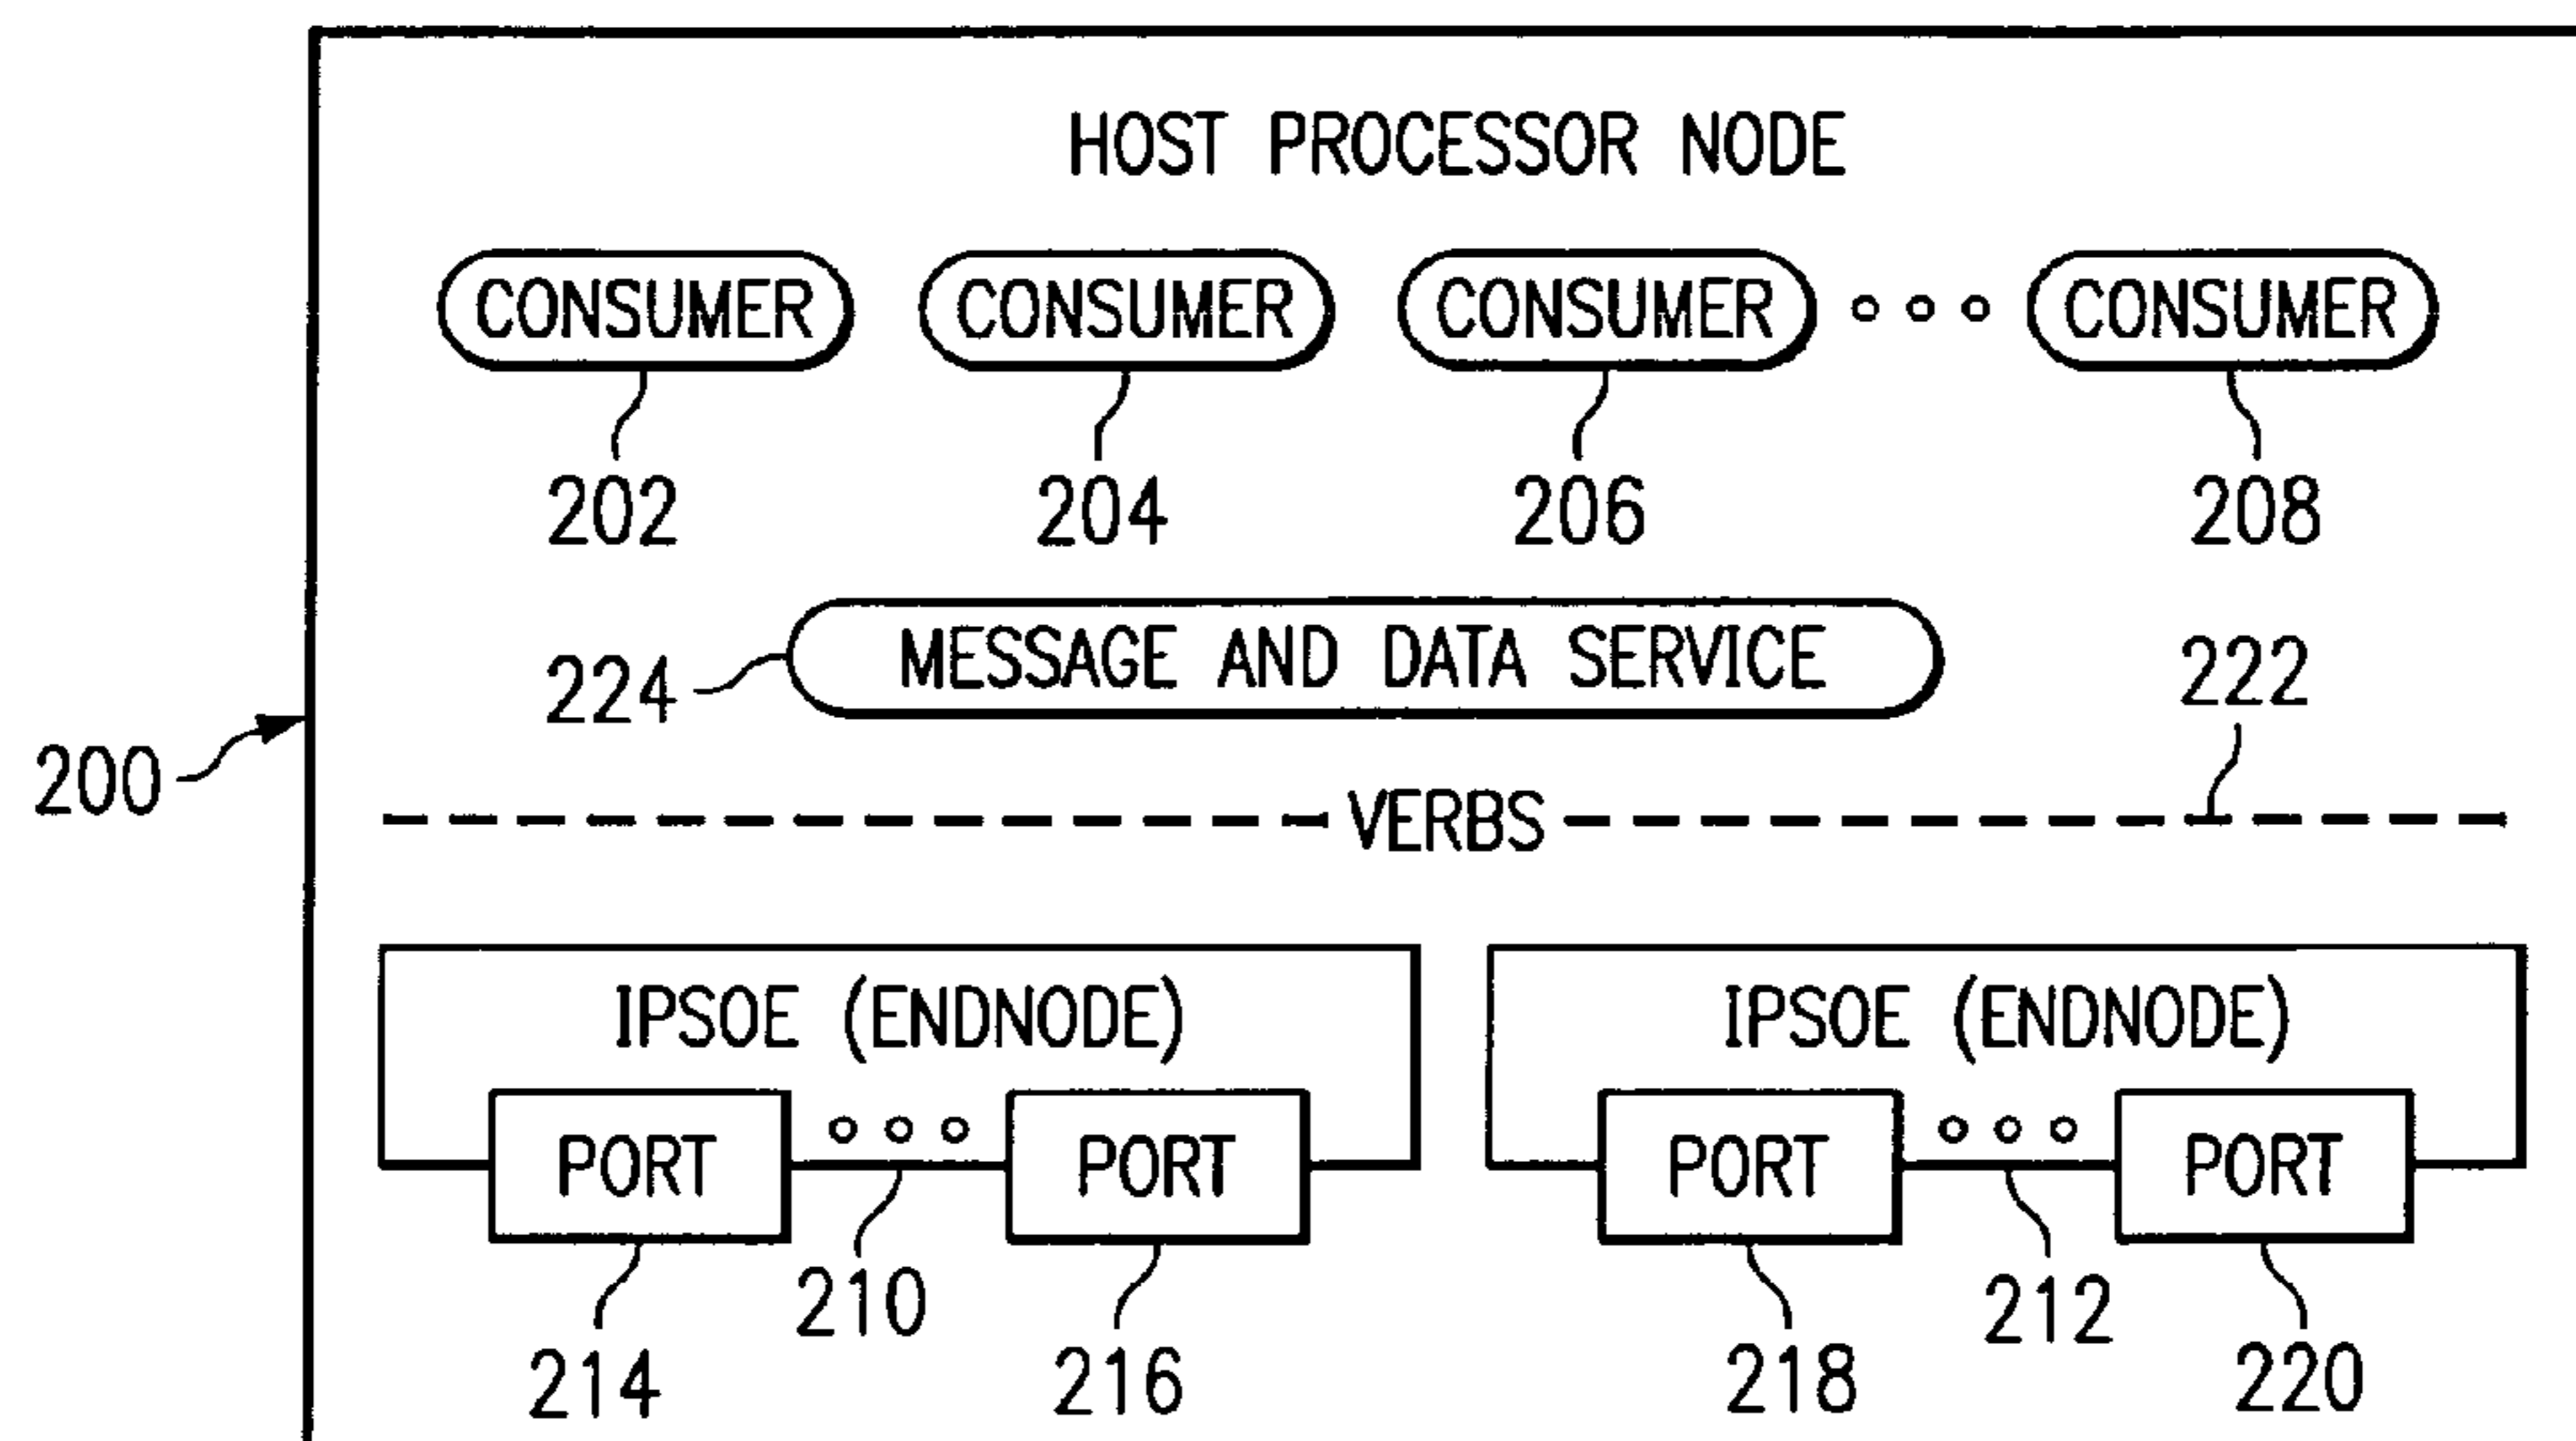 HOST PROCESSOR NODE
CONSUMER CONSUMER CONSUMER CONSUMER
202 204 206 208
MESSAGE AND DATA SERVICE
224 222
200
VERBS
IPSOE (ENDNODE) IPSOE (ENDNODE)
PORT PORT PORT PORT
210 212
214 216 218 220